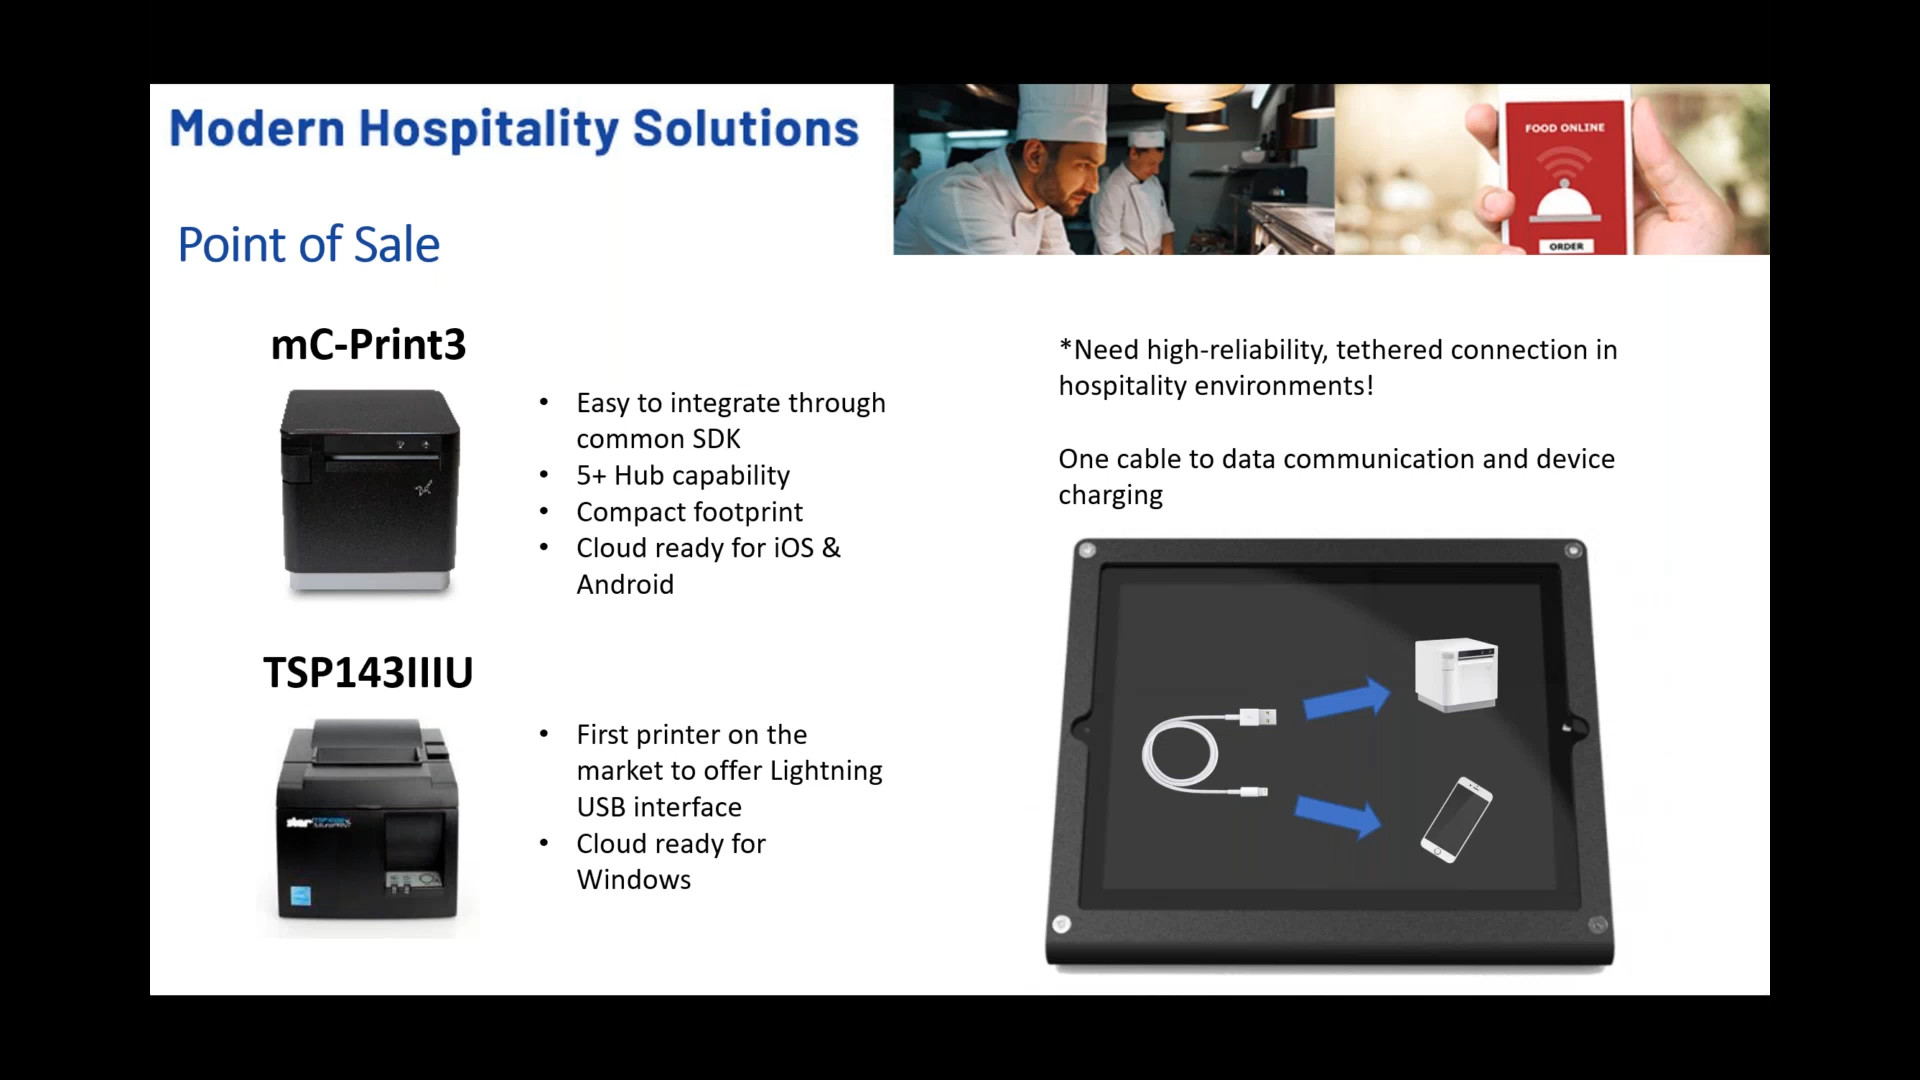 Modern Hospitality Solutions
FOOD ONLINE
ORDER
Point of Sale
mC-Print3
• Easy to integrate through
common SDK
• 5+ Hub capability
• Compact footprint
• Cloud ready for iOS &
Android
TSP143IIIU
star
• First printer on the
market to offer Lightning
USB interface
• Cloud ready for
Windows
*Need high-reliability, tethered connection in
hospitality environments!
One cable to data communication and device
charging